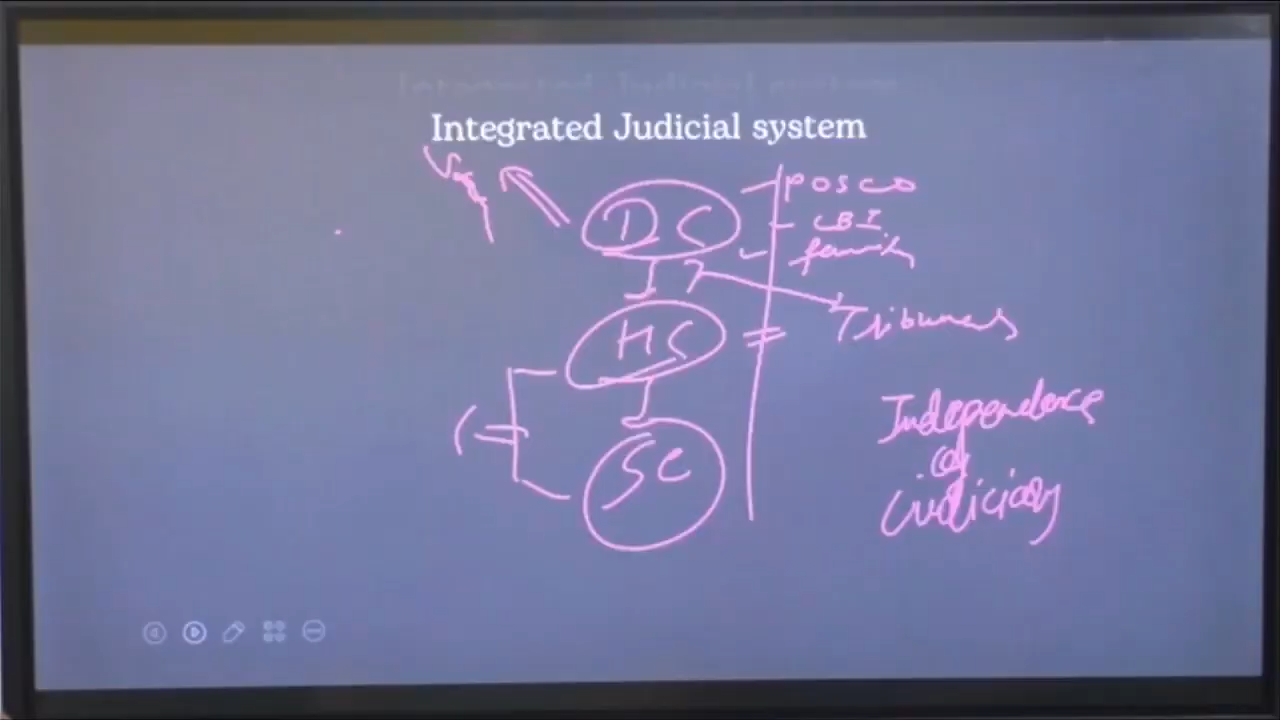 Integrated Judicial system
DC
POSCO
CBI
family
HC
Tribunals
SC
Independence
of
Judiciary